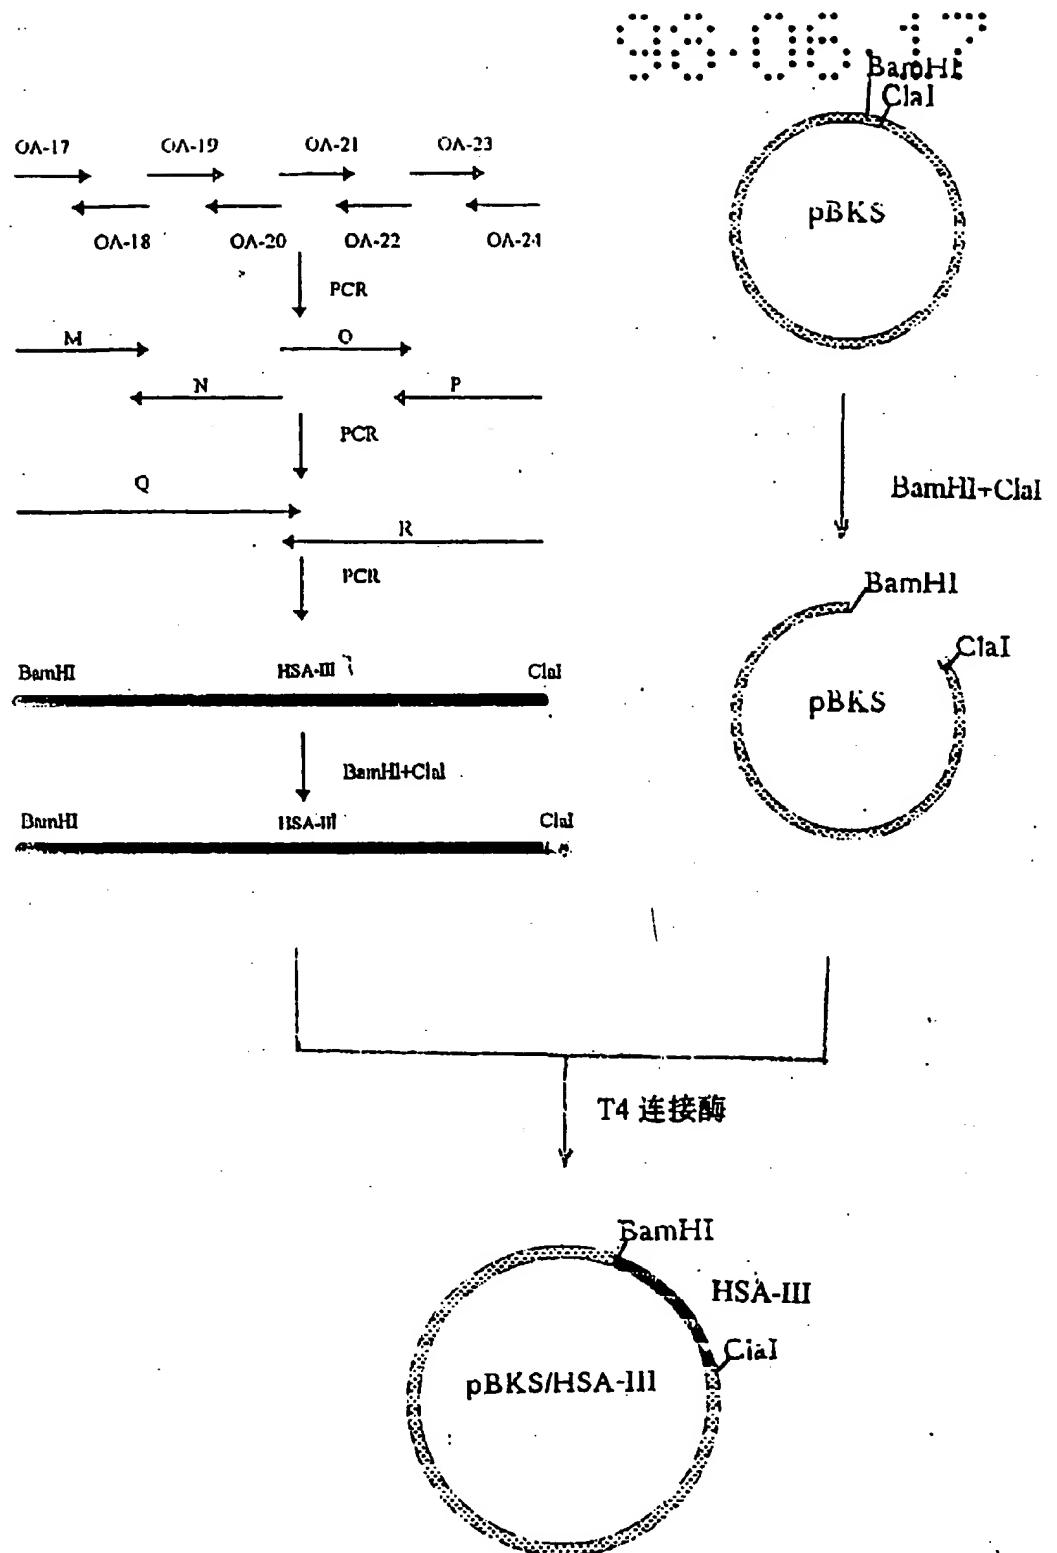 98·06·17
BamHI
ClaI
OA-17 OA-19 OA-21 OA-23
OA-18 OA-20 OA-22 OA-24
pBKS
PCR
M O
N P
PCR
BamHI+ClaI
Q
R
PCR
BamHI
ClaI
BamHI HSA-III ClaI
pBKS
BamHI+ClaI
BamHI HSA-III ClaI
T4 连接酶
BamHI
HSA-III
ClaI
pBKS/HSA-III